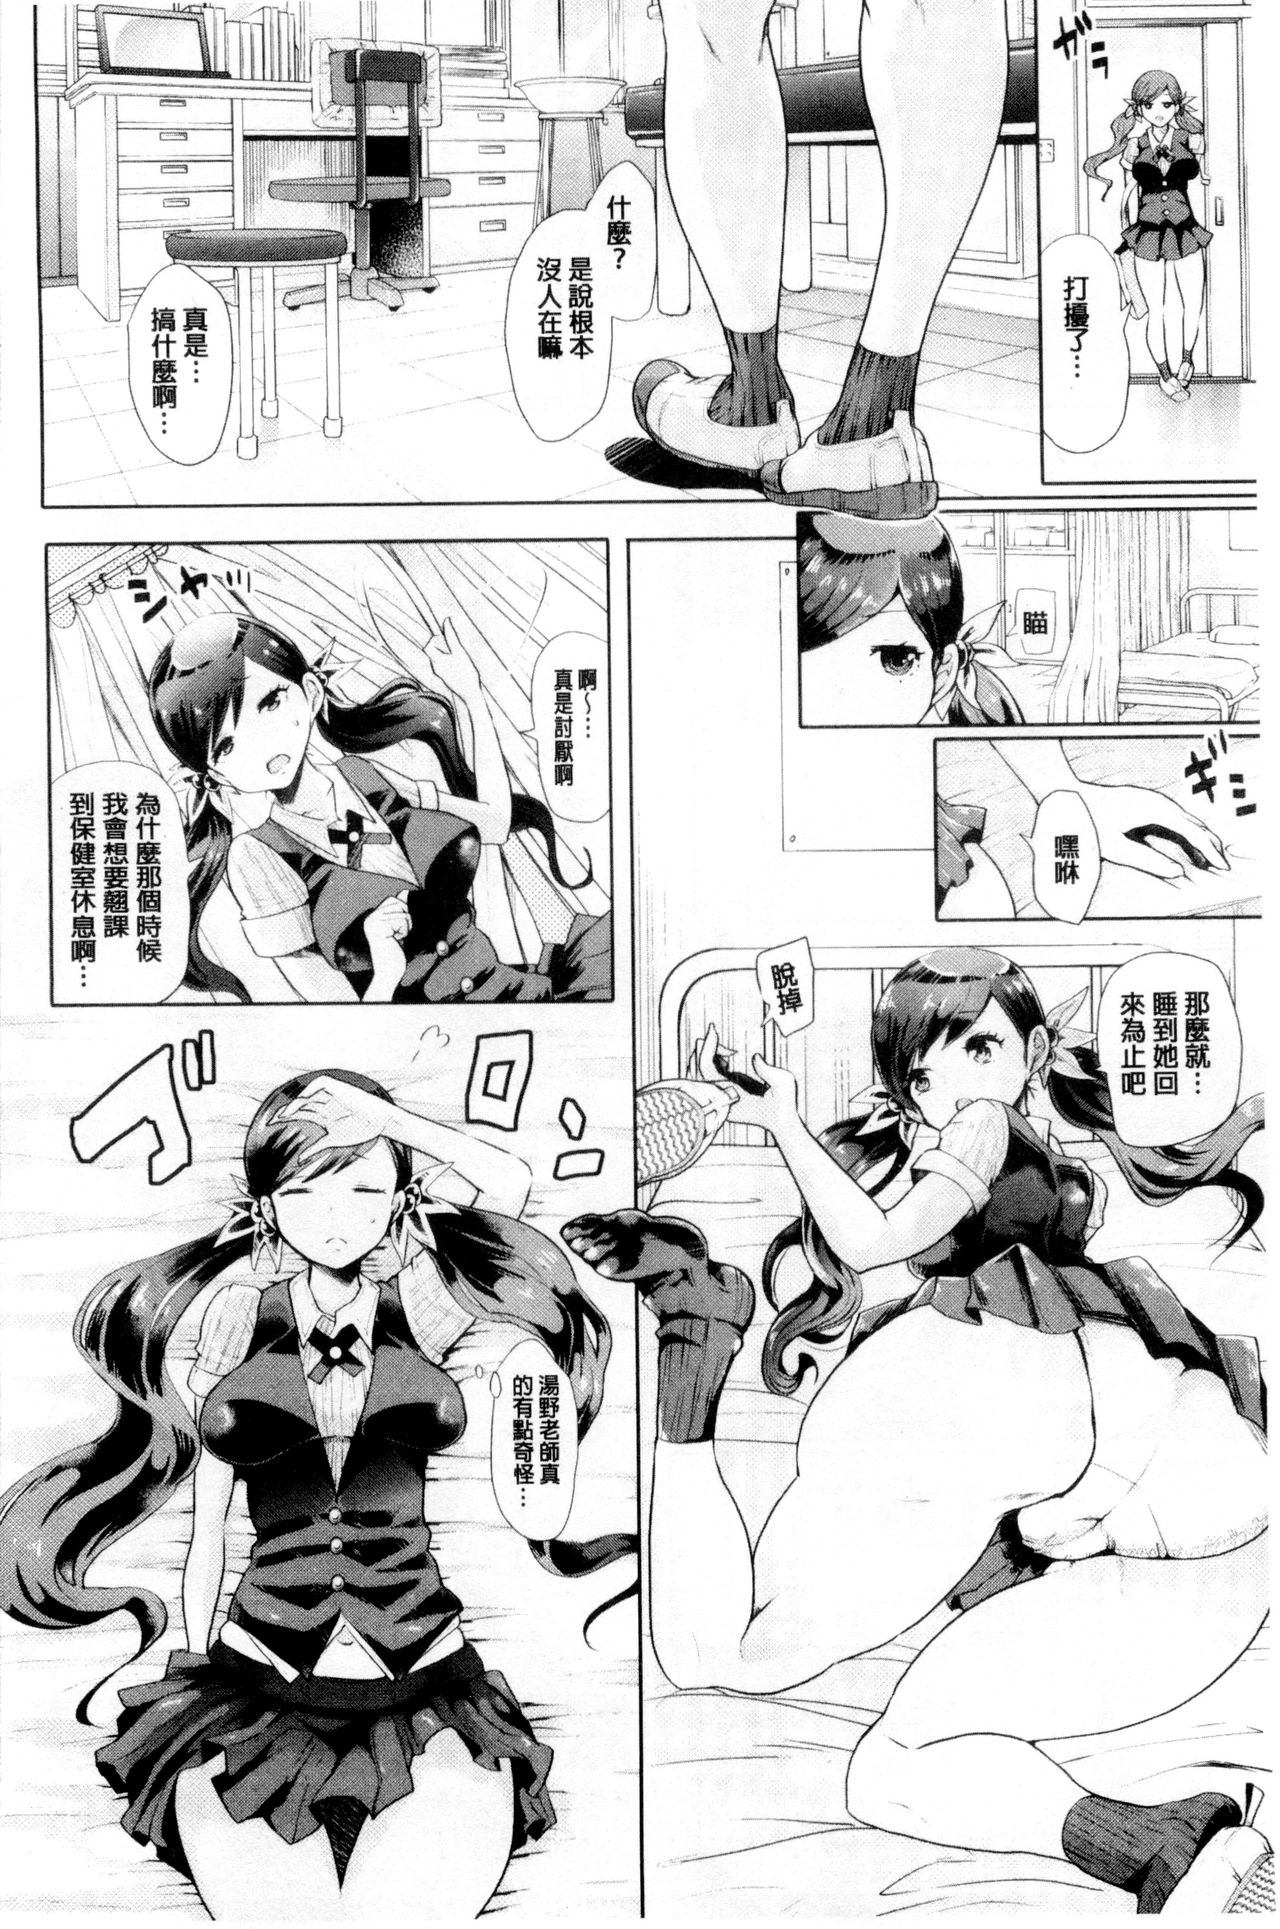 ガラッ
打擾了…
什麼?
是說根本
沒人在嘛
真是…
搞什麼啊…
瞄
ギシ
嘿咻
那麼就…
睡到她回
來為止吧
脫掉
シャッ
啊～…
真是討厭啊
為什麼那個時候
我會想要翹課
到保健室休息啊…
ゴロ、
湯野老師真
的有點奇怪…